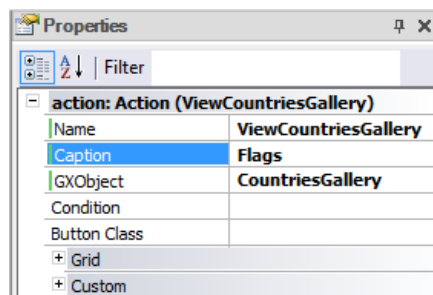 Properties
Filter
action: Action (ViewCountriesGallery)
Name ViewCountriesGallery
Caption Flags
GXObject CountriesGallery
Condition
Button Class
Grid
Custom